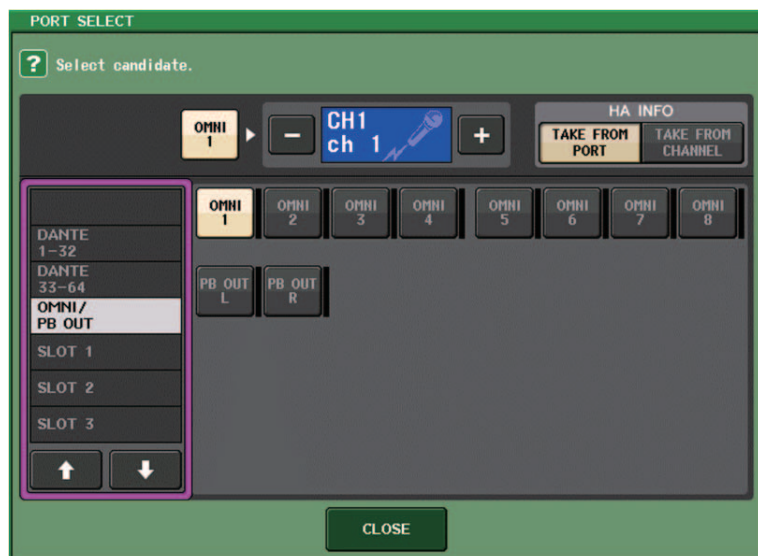 PORT SELECT
? Select candidate.
OMNI
1
−
CH1
ch 1
+
HA INFO
TAKE FROM
PORT
TAKE FROM
CHANNEL
DANTE
1-32
DANTE
33-64
OMNI/
PB OUT
SLOT 1
SLOT 2
SLOT 3
OMNI
1
OMNI
2
OMNI
3
OMNI
4
OMNI
5
OMNI
6
OMNI
7
OMNI
8
PB OUT
L
PB OUT
R
CLOSE